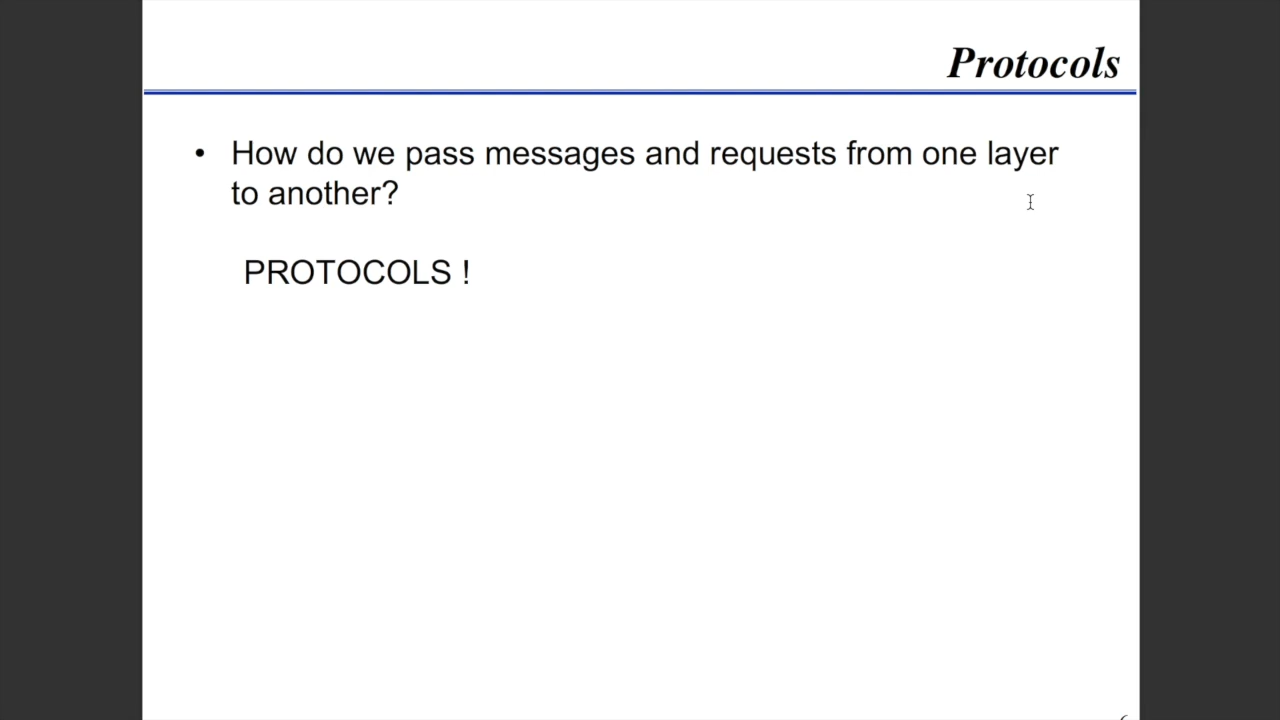 Protocols
• How do we pass messages and requests from one layer
to another?
PROTOCOLS !